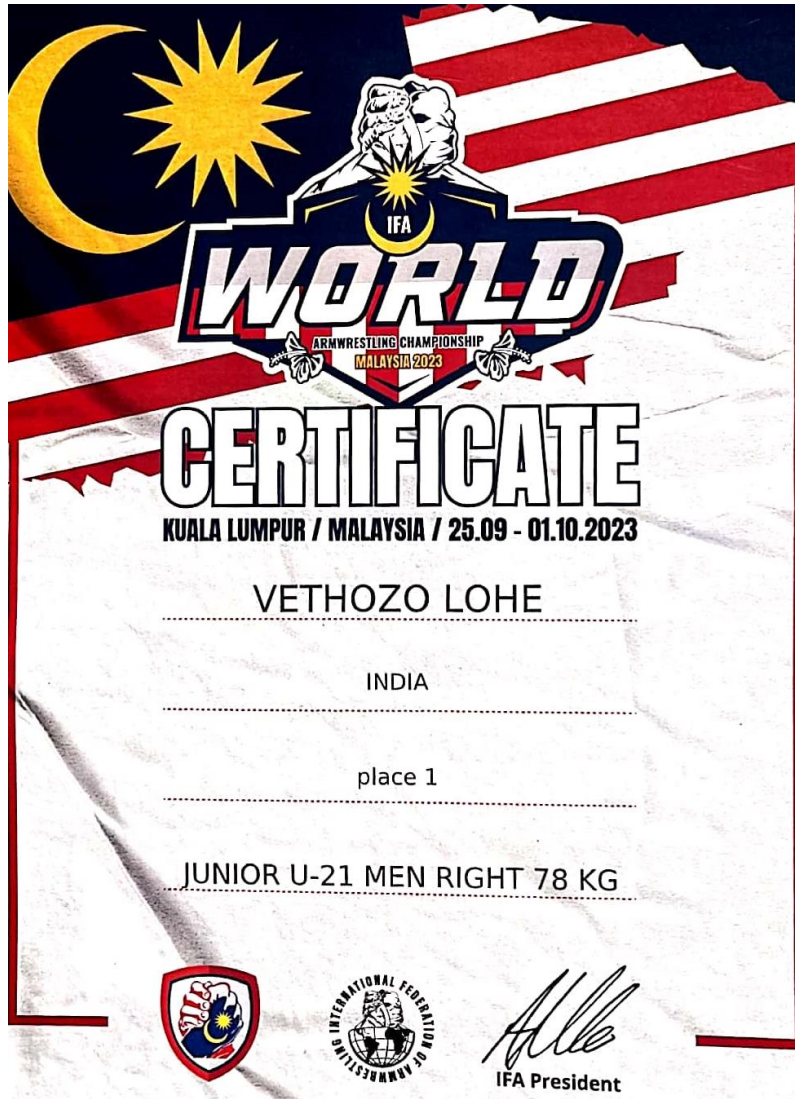 IFA
WORLD
ARMWRESTLING CHAMPIONSHIP
MALAYSIA 2023
CERTIFICATE
KUALA LUMPUR / MALAYSIA / 25.09 - 01.10.2023
VETHOZO LOHE
INDIA
place 1
JUNIOR U-21 MEN RIGHT 78 KG
INTERNATIONAL FEDERATION OF ARMWRESTLING
IFA President